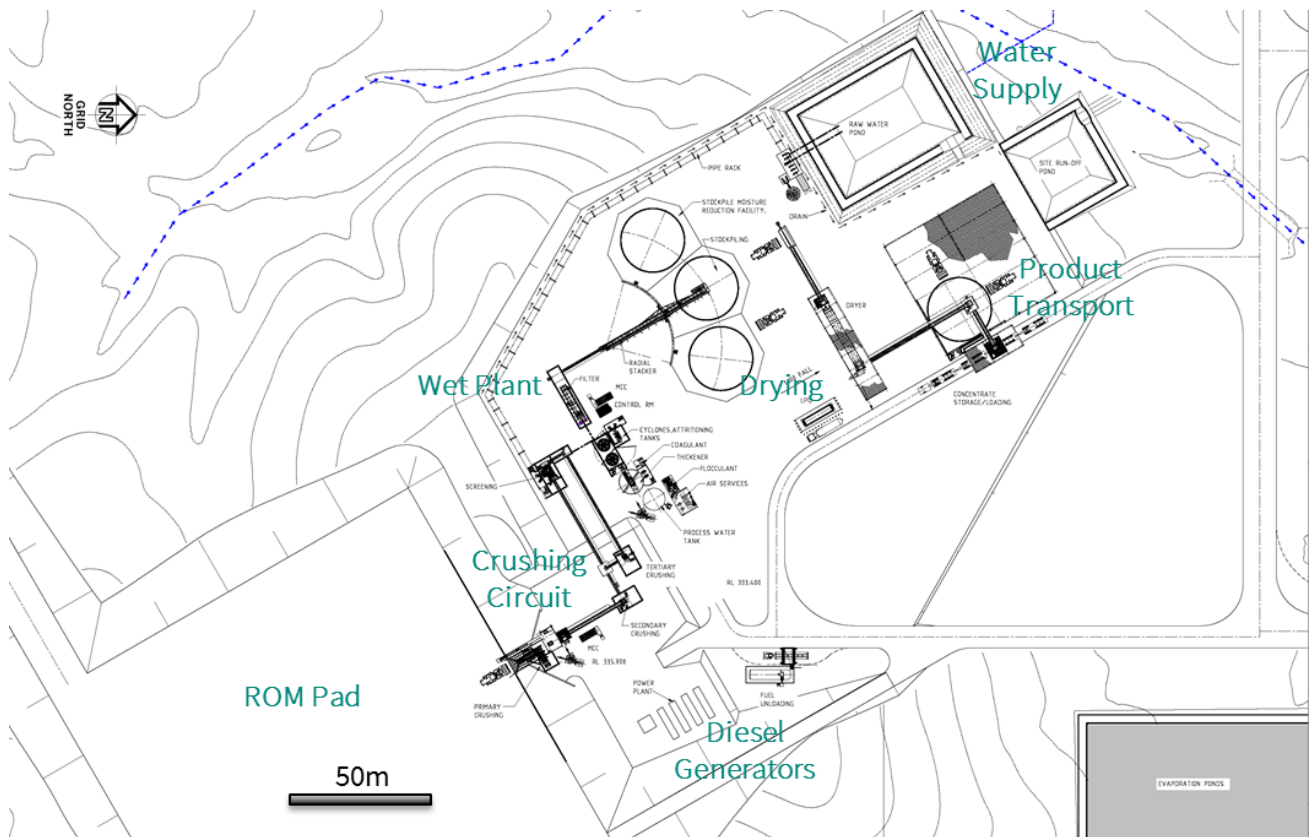 Water
Supply
GRID
NORTH
N
RAW WATER
POND
SITE RUN-OFF
POND
PIPE RACK
STOCKPILE MOISTURE
REDUCTION FACILITY.
DRAIN
STOCKPILING
Product
Transport
DRYER
RADIAL
STACKER
FALL
Wet Plant
FILTER
MCC
Drying
CONTROL RM
CONCENTRATE
STORAGE/LOADING
CYCLONES,ATTRITIONING
TANKS
COAGULANT
THICKENER
FLOCCULANT
AIR SERVICES
SCREENING
PROCESS WATER
TANK
Crushing
Circuit
TERTIARY
CRUSHING
RL 333.400
SECONDARY
CRUSHING
MCC
RL 335.900
ROM Pad
POWER
PLANT
FUEL
UNLOADING
PRIMARY
CRUSHING
Diesel
Generators
50m
EVAPORATION PONDS